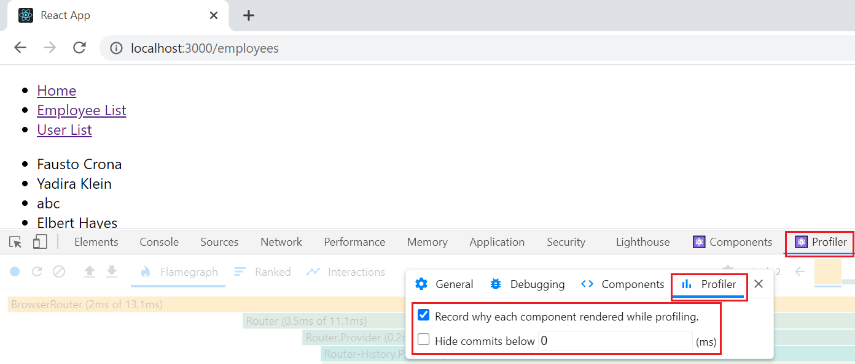 React App
localhost:3000/employees
Home
Employee List
User List
Fausto Crona
Yadira Klein
abc
Elbert Hayes
Elements Console Sources Network Performance Memory Application Security Lighthouse Components Profiler
Flamegraph Ranked Interactions
General Debugging Components Profiler
BrowserRouter (2ms of 13.1ms)
Record why each component rendered while profiling.
Router (0.5ms of 11.1ms)
Hide commits below 0 (ms)
Router.Provider (0.2m
Router-History.P